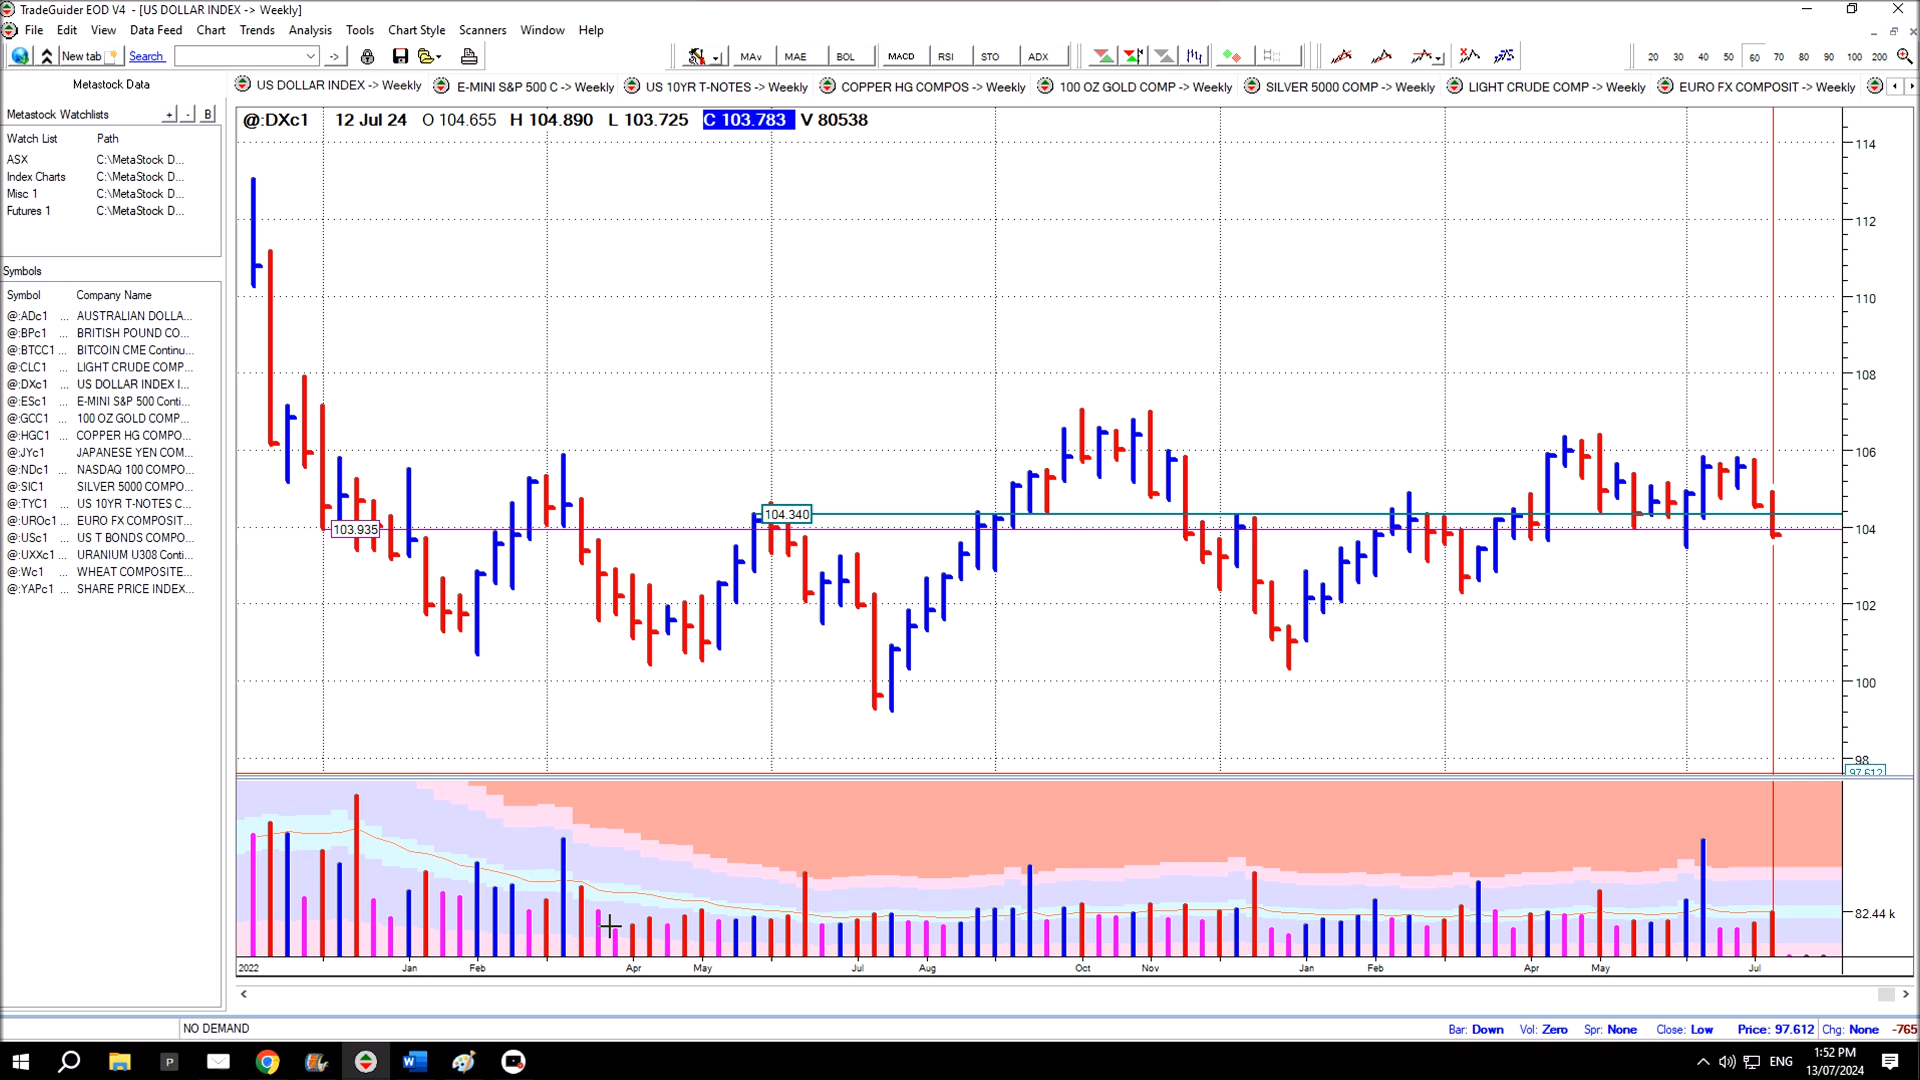 TradeGuider EOD V4 - [US DOLLAR INDEX -> Weekly]
File Edit View Data Feed Chart Trends Analysis Tools Chart Style Scanners Window Help
New tab Search -> MAv MAE BOL MACD RSI STO ADX 20 30 40 50 60 70 80 90 100 200
Metastock Data
US DOLLAR INDEX -> Weekly E-MINI S&P 500 C -> Weekly US 10YR T-NOTES -> Weekly COPPER HG COMPOS -> Weekly 100 OZ GOLD COMP -> Weekly SILVER 5000 COMP -> Weekly LIGHT CRUDE COMP -> Weekly EURO FX COMPOSIT -> Weekly
Metastock Watchlists + - B
Watch List Path
ASX C:\MetaStock D...
Index Charts C:\MetaStock D...
Misc 1 C:\MetaStock D...
Futures 1 C:\MetaStock D...
Symbols
Symbol Company Name
@:ADc1 ... AUSTRALIAN DOLLA...
@:BPc1 ... BRITISH POUND CO...
@:BTCC1 ... BITCOIN CME Continu...
@:CLC1 ... LIGHT CRUDE COMP...
@:DXc1 ... US DOLLAR INDEX I...
@:ESc1 ... E-MINI S&P 500 Conti...
@:GCC1 ... 100 OZ GOLD COMP...
@:HGC1 ... COPPER HG COMPO...
@:JYc1 ... JAPANESE YEN COM...
@:NDc1 ... NASDAQ 100 COMPO...
@:SIC1 ... SILVER 5000 COMPO...
@:TYC1 ... US 10YR T-NOTES C...
@:UROc1 ... EURO FX COMPOSIT...
@:USc1 ... US T BONDS COMPO...
@:UXXc1 ... URANIUM U308 Conti...
@:Wc1 ... WHEAT COMPOSITE...
@:YAPc1 ... SHARE PRICE INDEX...
@:DXc1 12 Jul 24 O 104.655 H 104.890 L 103.725 C 103.783 V 80538
114
112
110
108
106
104
102
100
98
97.612
104.340
103.935
82.44 k
2022 Jan Feb Apr May Jul Aug Oct Nov Jan Feb Apr May Jul
NO DEMAND
Bar: Down Vol: Zero Spr: None Close: Low Price: 97.612 Chg: None -765
ENG
1:52 PM
13/07/2024